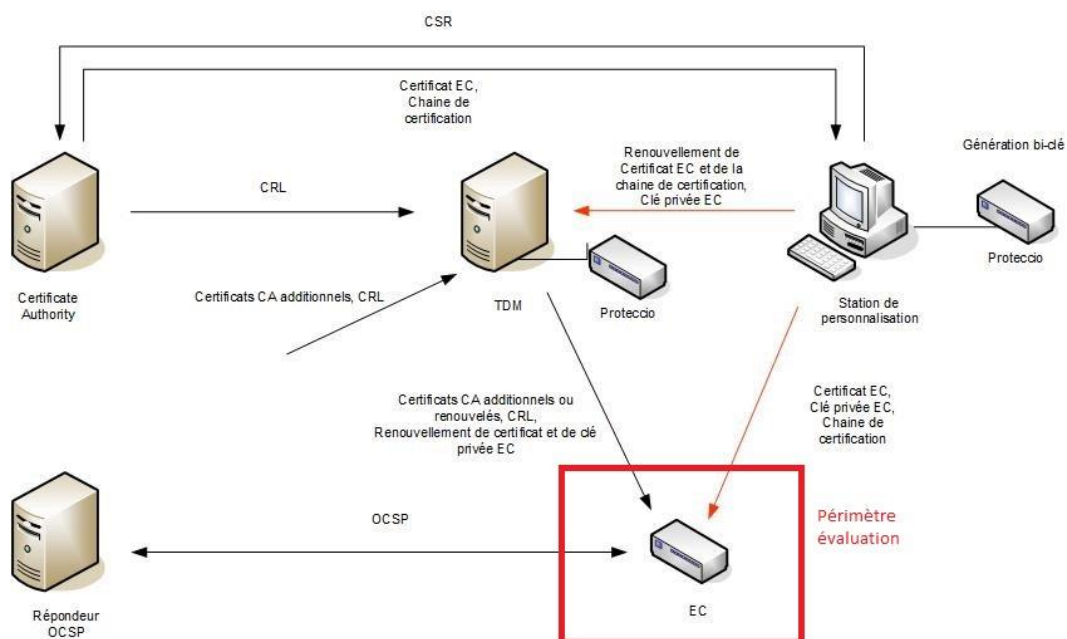 CSR
Certificat EC,
Chaine de
certification
Génération bi-clé
Renouvellement de
Certificat EC et de la
chaine de certification,
Clé privée EC
CRL
Proteccio
Certificate
Authority
Certificats CA additionnels, CRL
TDM
Proteccio
Station de
personnalisation
Certificats CA additionnels ou
renouvelés, CRL,
Renouvellement de certificat et de clé
privée EC
Certificat EC,
Clé privée EC,
Chaine de
certification
OCSP
Périmètre
évaluation
EC
Répondeur
OCSP